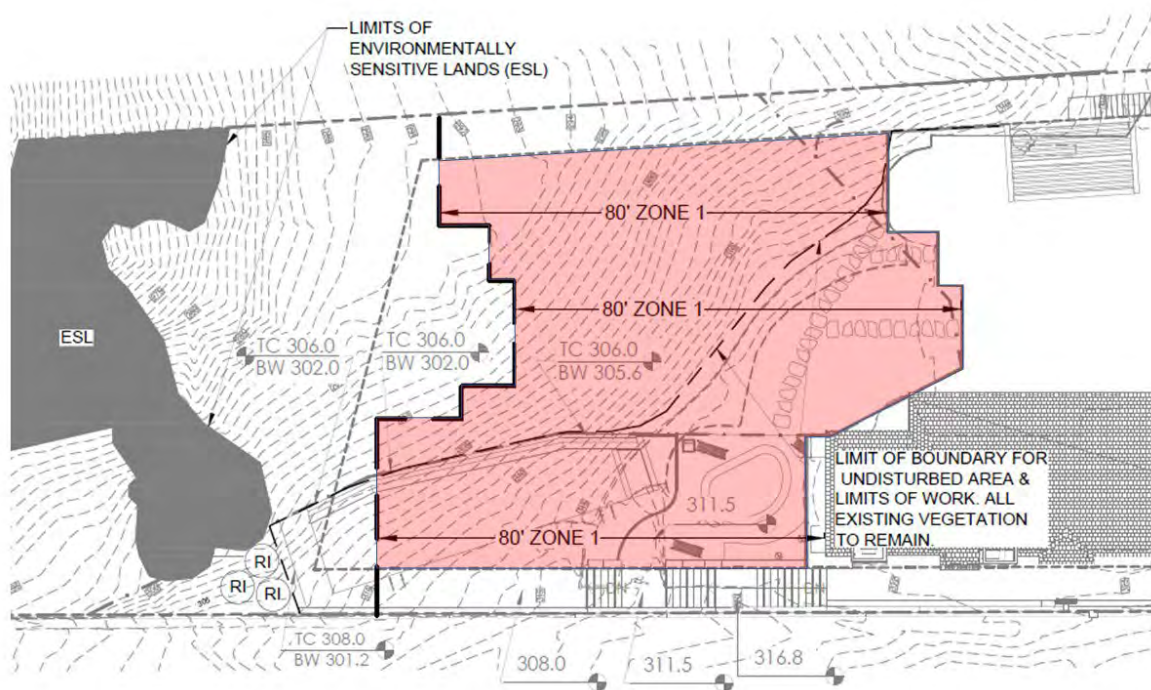 LIMITS OF
ENVIRONMENTALLY
SENSITIVE LANDS (ESL)
80' ZONE 1
80' ZONE 1
ESL
TC 306.0
BW 302.0
TC 306.0
BW 302.0
TC 306.0
BW 305.6
LIMIT OF BOUNDARY FOR
UNDISTURBED AREA &
LIMITS OF WORK. ALL
EXISTING VEGETATION
TO REMAIN.
311.5
80' ZONE 1
RI
RI
RI
DN
DN
TC 308.0
BW 301.2
308.0
311.5
316.8